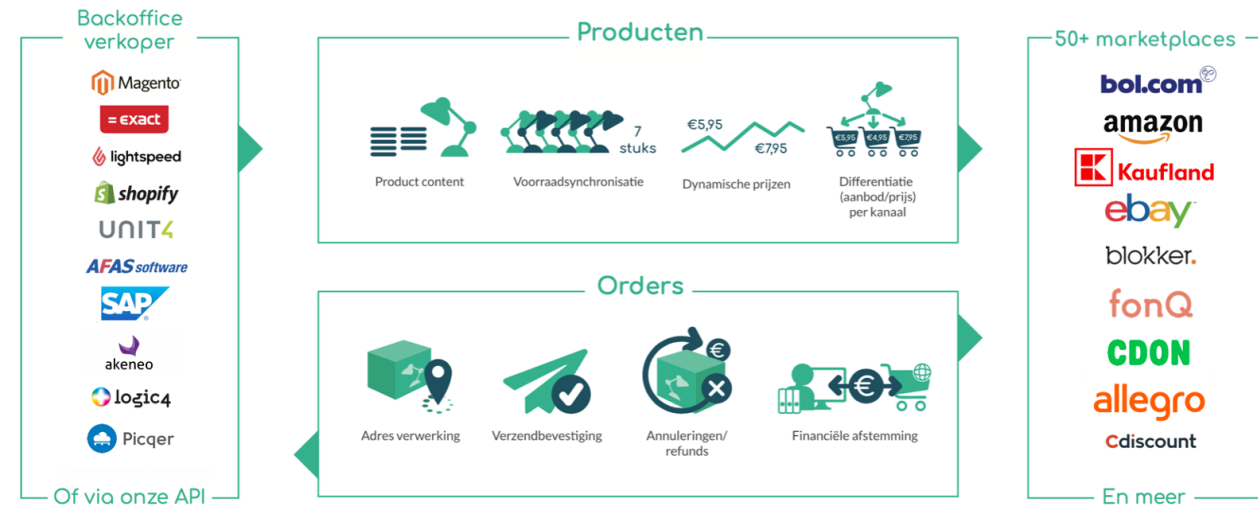 Backoffice
verkoper
Magento
= exact
lightspeed
shopify
UNIT4
AFAS software
SAP
akeneo
logic4
Picqer
Of via onze API
Producten
Product content
7
stuks
Voorraadsynchronisatie
€5,95
€7,95
Dynamische prijzen
€5,95 €4,95 €7,95
Differentiatie
(aanbod/prijs)
per kanaal
Orders
Adres verwerking
Verzendbevestiging
€
Annuleringen/
refunds
€
Financiële afstemming
50+ marketplaces
bol.com
amazon
K Kaufland
ebay
blokker.
fonQ
CDON
allegro
Cdiscount
En meer